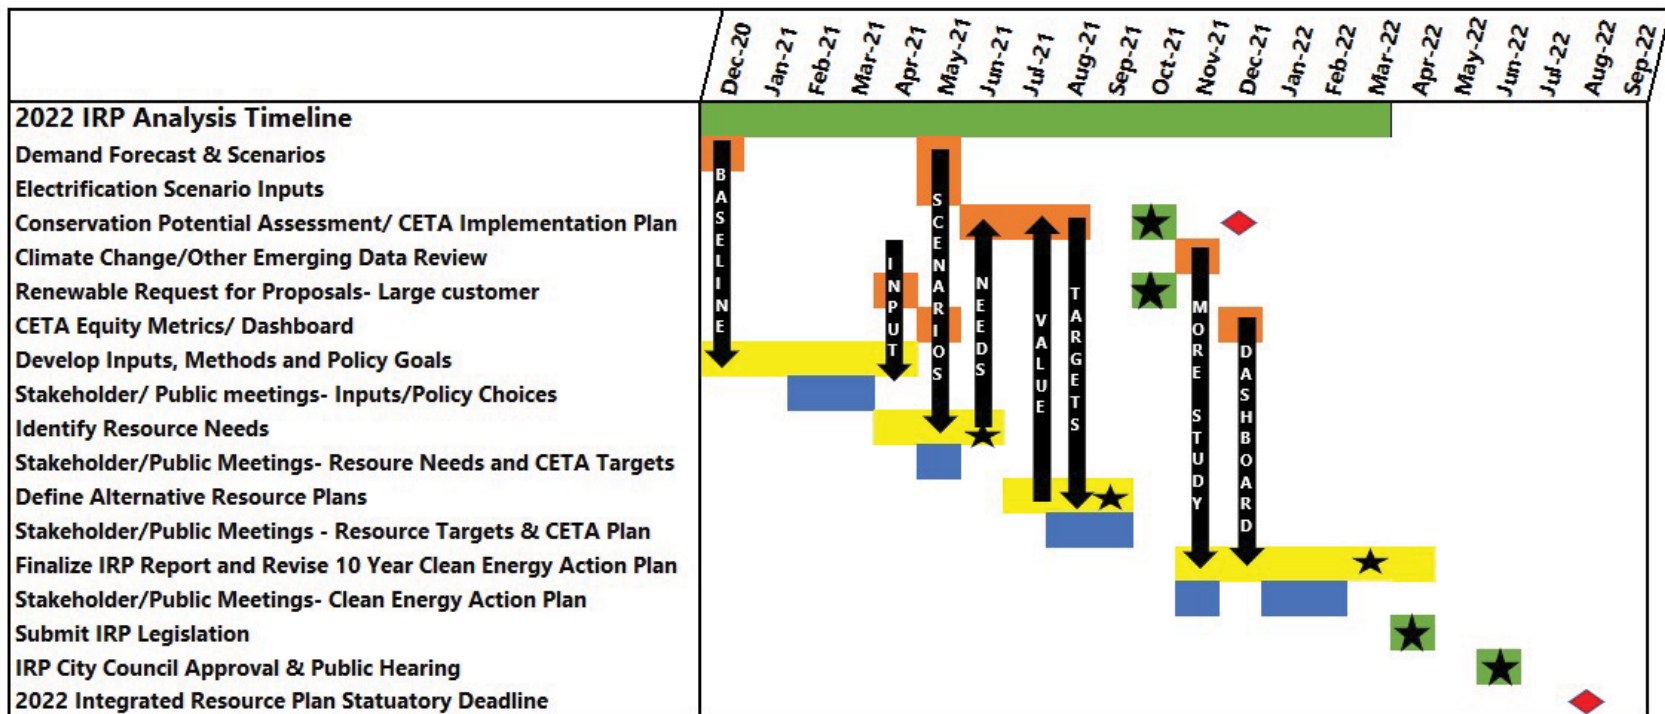 Dec-20 Jan-21 Feb-21 Mar-21 Apr-21 May-21 Jun-21 Jul-21 Aug-21 Sep-21 Oct-21 Nov-21 Dec-21 Jan-22 Feb-22 Mar-22 Apr-22 May-22 Jun-22 Jul-22 Aug-22 Sep-22
2022 IRP Analysis Timeline
Demand Forecast & Scenarios
Electrification Scenario Inputs
Conservation Potential Assessment/ CETA Implementation Plan
Climate Change/Other Emerging Data Review
Renewable Request for Proposals- Large customer
CETA Equity Metrics/ Dashboard
Develop Inputs, Methods and Policy Goals
Stakeholder/ Public meetings- Inputs/Policy Choices
Identify Resource Needs
Stakeholder/Public Meetings- Resoure Needs and CETA Targets
Define Alternative Resource Plans
Stakeholder/Public Meetings - Resource Targets & CETA Plan
Finalize IRP Report and Revise 10 Year Clean Energy Action Plan
Stakeholder/Public Meetings- Clean Energy Action Plan
Submit IRP Legislation
IRP City Council Approval & Public Hearing
2022 Integrated Resource Plan Statuatory Deadline
BASELINE
INPUT
SCENARIOS
NEEDS
VALUE
TARGETS
MORE STUDY
DASHBOARD